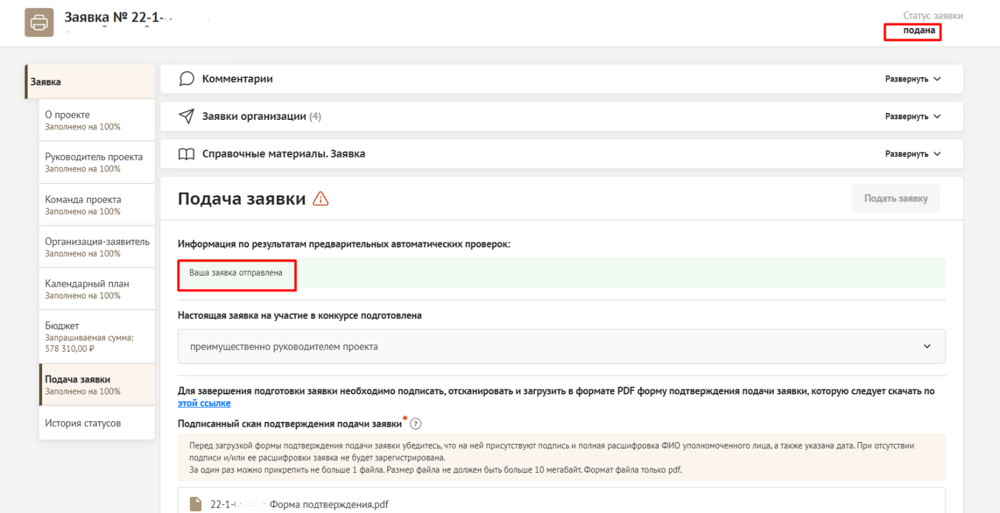 Заявка № 22-1-
Статус заявки
подана
Заявка
О проекте
Заполнено на 100%
Руководитель проекта
Заполнено на 100%
Команда проекта
Заполнено на 100%
Организация-заявитель
Заполнено на 100%
Календарный план
Заполнено на 100%
Бюджет
Запрашиваемая сумма:
578 310,00 ₽
Подача заявки
Заполнено на 100%
История статусов
Комментарии
Развернуть
Заявки организации (4)
Развернуть
Справочные материалы. Заявка
Развернуть
Подача заявки
Подать заявку
Информация по результатам предварительных автоматических проверок:
Ваша заявка отправлена
Настоящая заявка на участие в конкурсе подготовлена
преимущественно руководителем проекта
Для завершения подготовки заявки необходимо подписать, отсканировать и загрузить в формате PDF форму подтверждения подачи заявки, которую следует скачать по
этой ссылке
Подписанный скан подтверждения подачи заявки* ?
Перед загрузкой формы подтверждения подачи заявки убедитесь, что на ней присутствуют подпись и полная расшифровка ФИО уполномоченного лица, а также указана дата. При отсутствии
подписи и/или ее расшифровки заявка не будет зарегистрирована.
За один раз можно прикрепить не больше 1 файла. Размер файла не должен быть больше 10 мегабайт. Формат файла только pdf.
22-1- Форма подтверждения.pdf